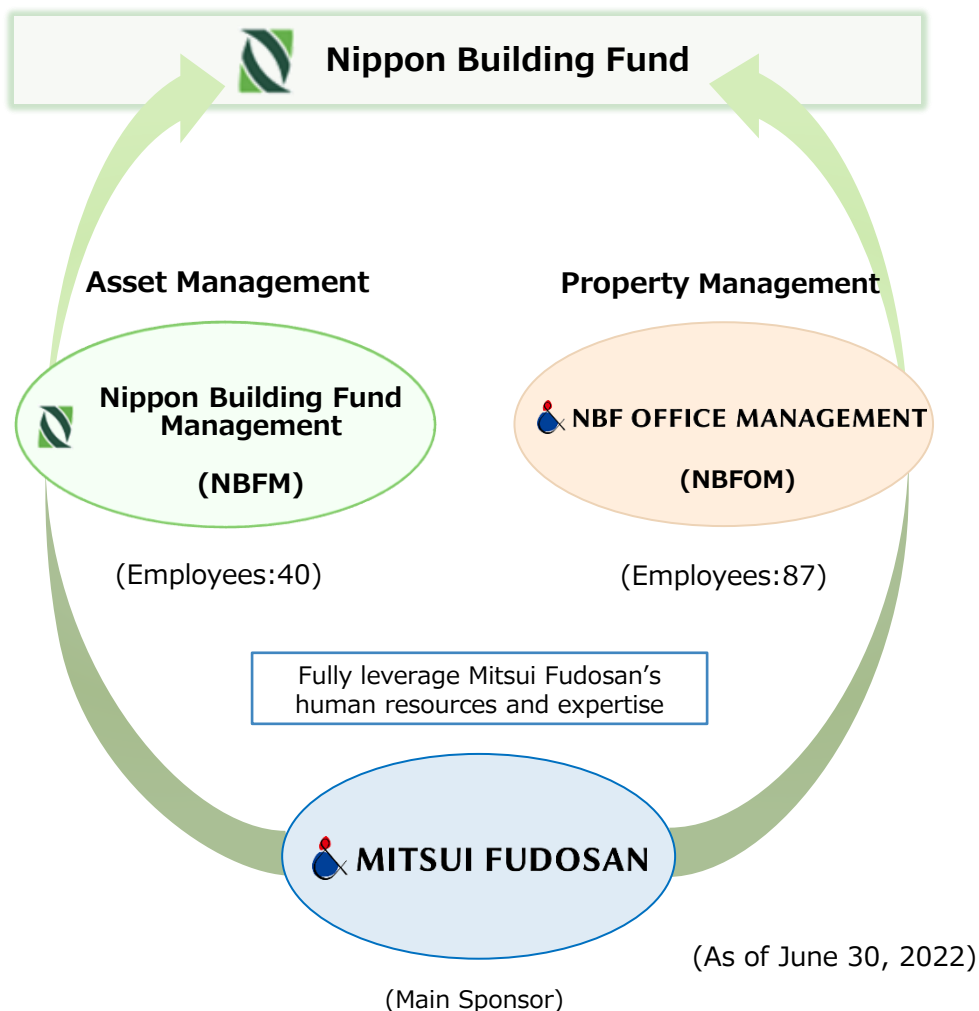 Nippon Building Fund
Asset Management
Property Management
Nippon Building Fund
Management
(NBFM)
NBF OFFICE MANAGEMENT
(NBFOM)
(Employees:40)
(Employees:87)
Fully leverage Mitsui Fudosan’s
human resources and expertise
MITSUI FUDOSAN
(As of June 30, 2022)
(Main Sponsor)